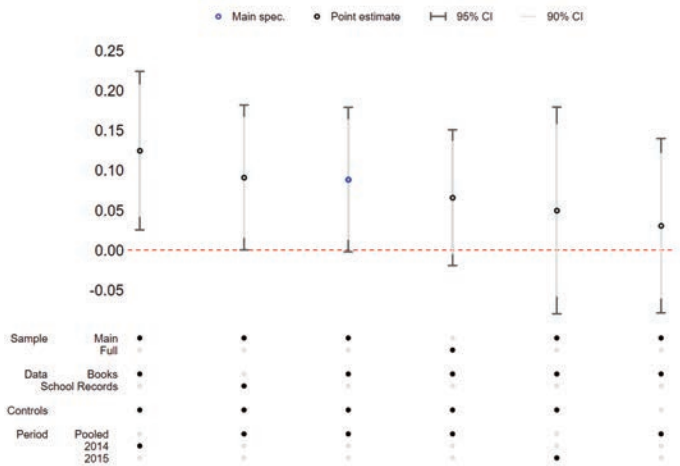 Main spec. Point estimate 95% CI 90% CI
0.25
0.20
0.15
0.10
0.05
0.00
-0.05
Sample Main
Full
Data Books
School Records
Controls
Period Pooled
2014
2015